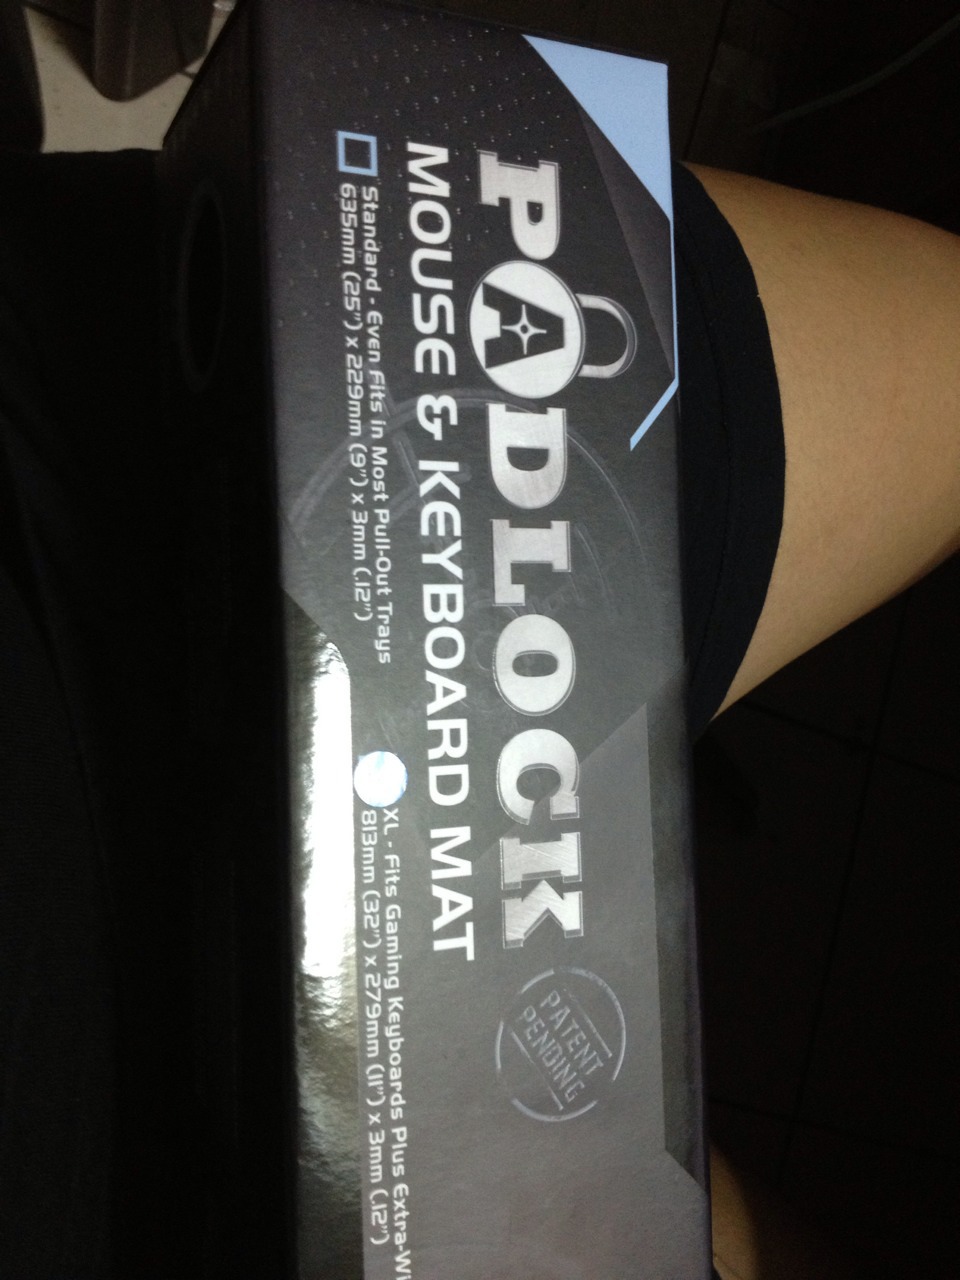 PADLOCK
MOUSE & KEYBOARD MAT
Standard - Even Fits in Most Pull-Out Trays
635mm (25") x 229mm (9") x 3mm (.12")
XL - Fits Gaming Keyboards Plus Extra-Wi
813mm (32") x 279mm (11") x 3mm (.12")
PATENT
PENDING